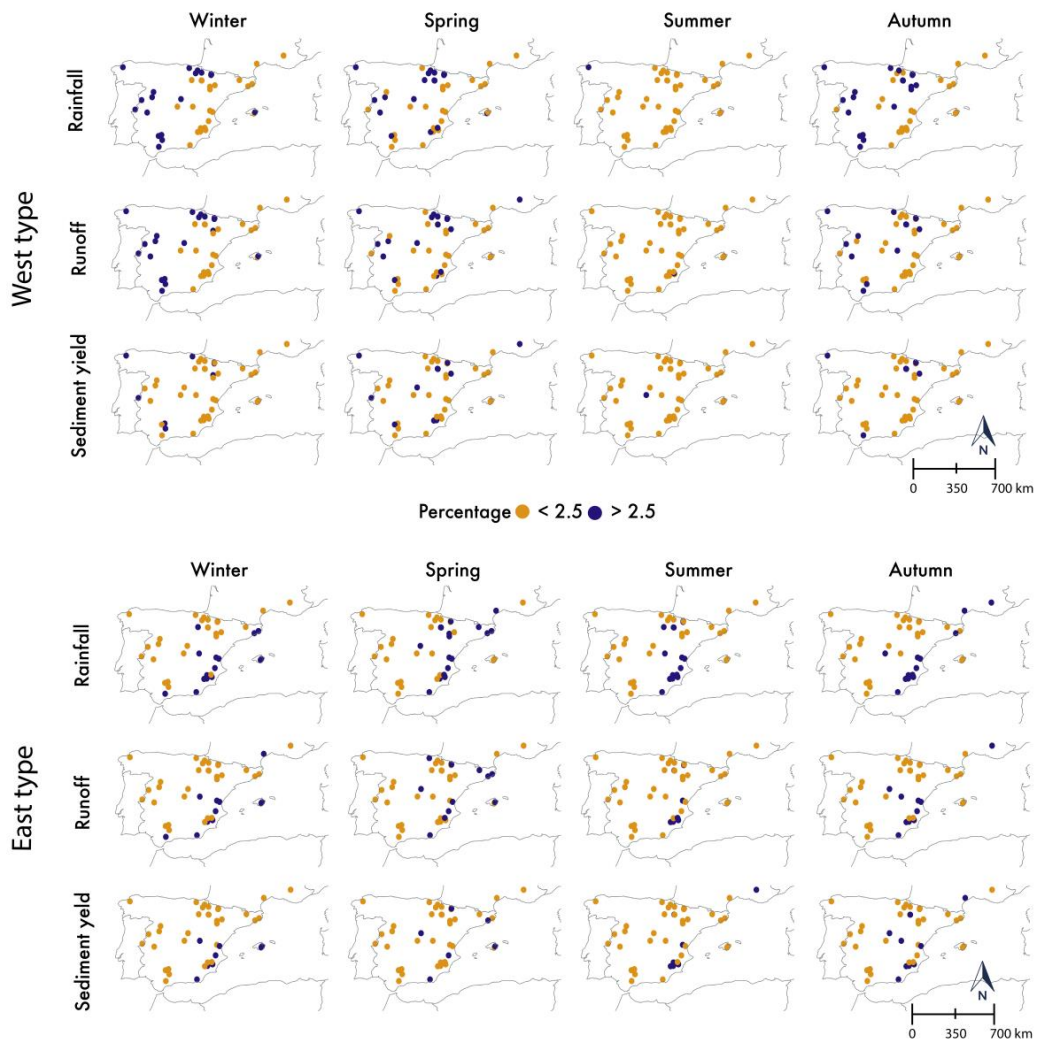 Winter Spring Summer Autumn
West type
Rainfall
Runoff
Sediment yield
N
0 350 700 km
Percentage < 2.5 > 2.5
Winter Spring Summer Autumn
East type
Rainfall
Runoff
Sediment yeld
N
0 350 700 km